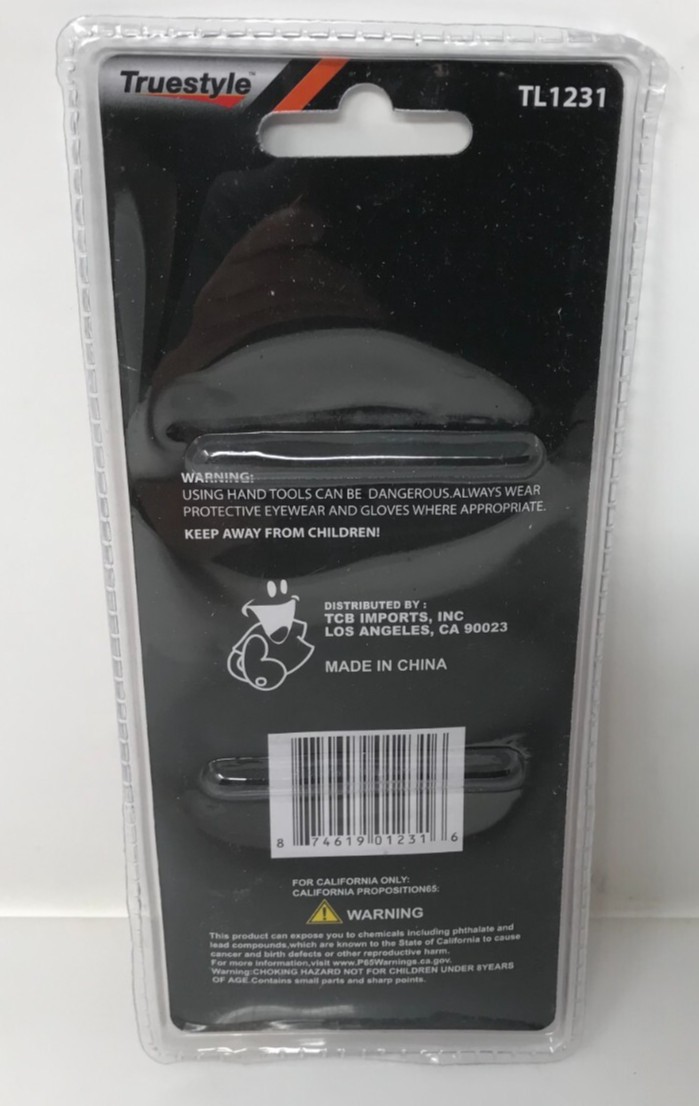 Truestyle™
TL1231
WARNING:
USING HAND TOOLS CAN BE DANGEROUS.ALWAYS WEAR
PROTECTIVE EYEWEAR AND GLOVES WHERE APPROPRIATE.
KEEP AWAY FROM CHILDREN!
DISTRIBUTED BY :
TCB IMPORTS, INC
LOS ANGELES, CA 90023
MADE IN CHINA
8 74619 01231 6
FOR CALIFORNIA ONLY:
CALIFORNIA PROPOSITION65:
WARNING
This product can expose you to chemicals including phthalate and
lead compounds,which are known to the State of California to cause
cancer and birth defects or other reproductive harm.
For more information,visit www.P65Warnings.ca.gov.
Warning:CHOKING HAZARD NOT FOR CHILDREN UNDER 8YEARS
OF AGE.Contains small parts and sharp points.